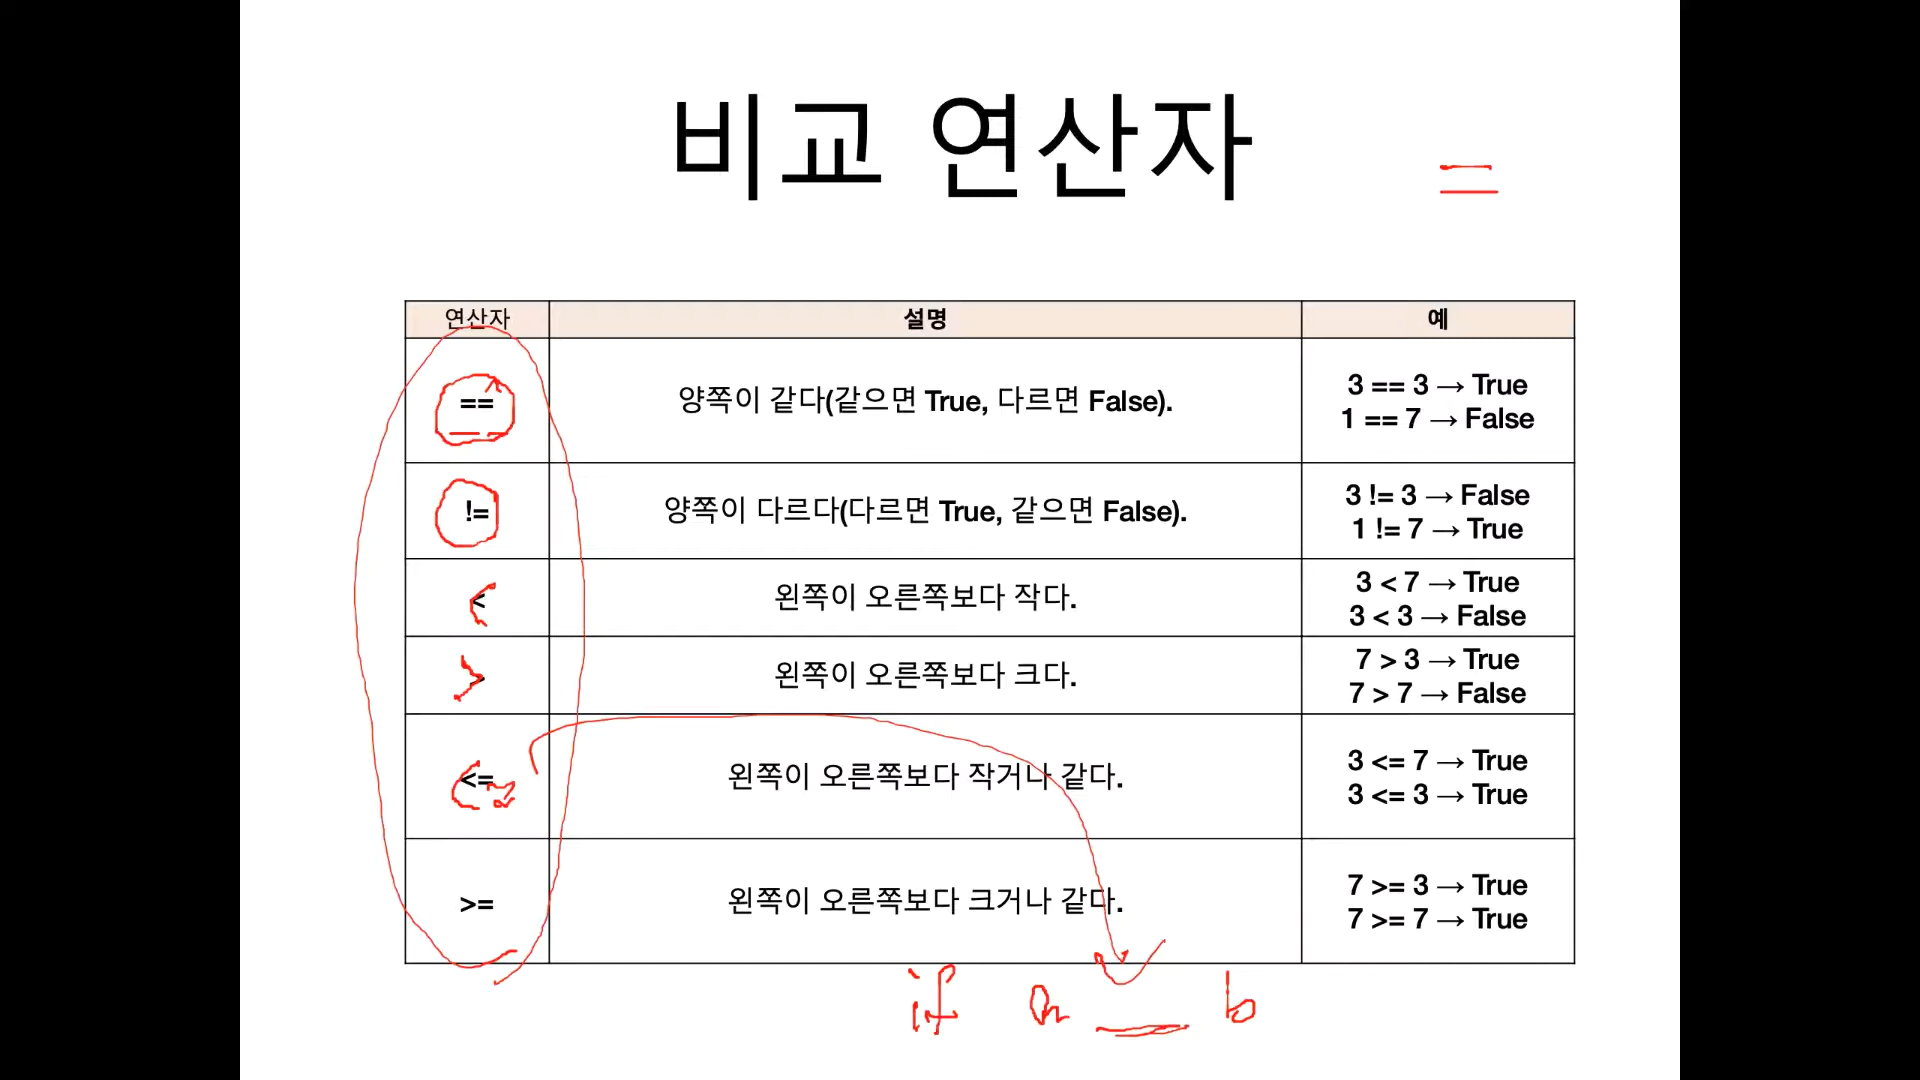 비교 연산자
=
연산자 설명 예
== 양쪽이 같다(같으면 True, 다르면 False). 3 == 3 → True
1 == 7 → False
!= 양쪽이 다르다(다르면 True, 같으면 False). 3 != 3 → False
1 != 7 → True
< 왼쪽이 오른쪽보다 작다. 3 < 7 → True
3 < 3 → False
> 왼쪽이 오른쪽보다 크다. 7 > 3 → True
7 > 7 → False
<= 왼쪽이 오른쪽보다 작거나 같다. 3 <= 7 → True
3 <= 3 → True
>= 왼쪽이 오른쪽보다 크거나 같다. 7 >= 3 → True
7 >= 7 → True
if a __ b